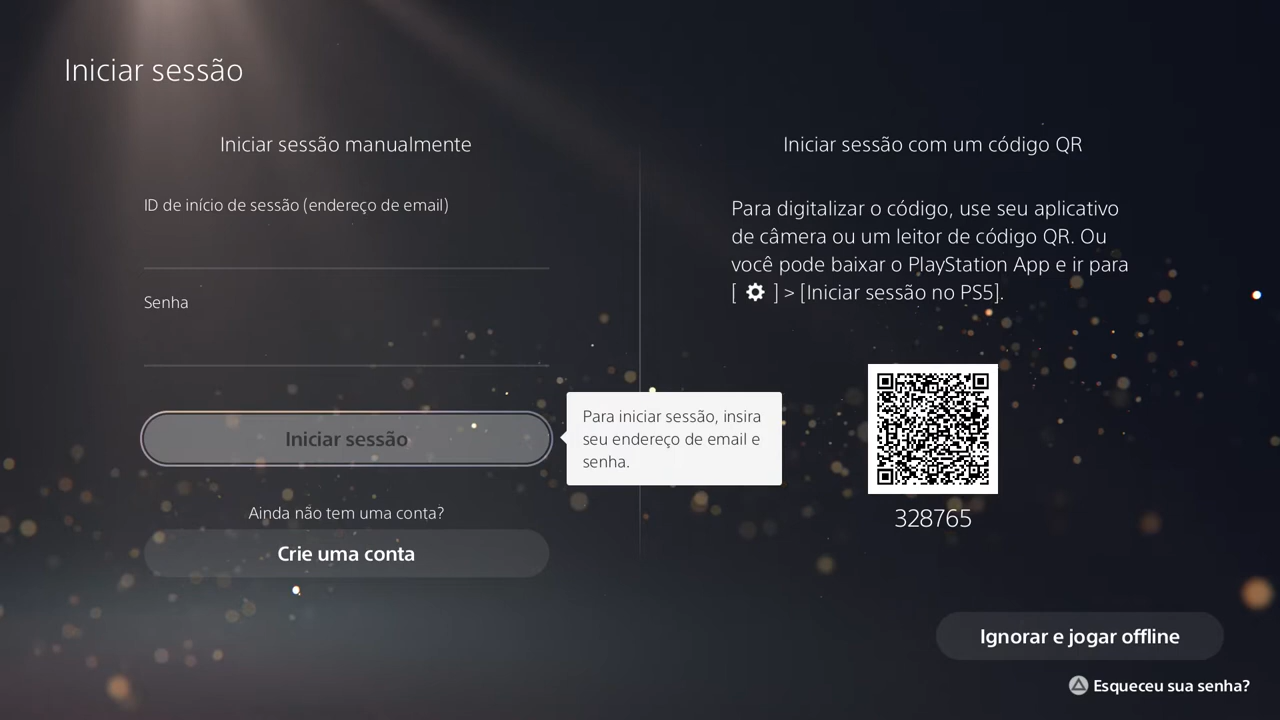 Iniciar sessão
Iniciar sessão manualmente
ID de início de sessão (endereço de email)
Senha
Iniciar sessão
Para iniciar sessão, insira
seu endereço de email e
senha.
Ainda não tem uma conta?
Crie uma conta
Iniciar sessão com um código QR
Para digitalizar o código, use seu aplicativo
de câmera ou um leitor de código QR. Ou
você pode baixar o PlayStation App e ir para
[ ] > [Iniciar sessão no PS5].
328765
Ignorar e jogar offline
Esqueceu sua senha?